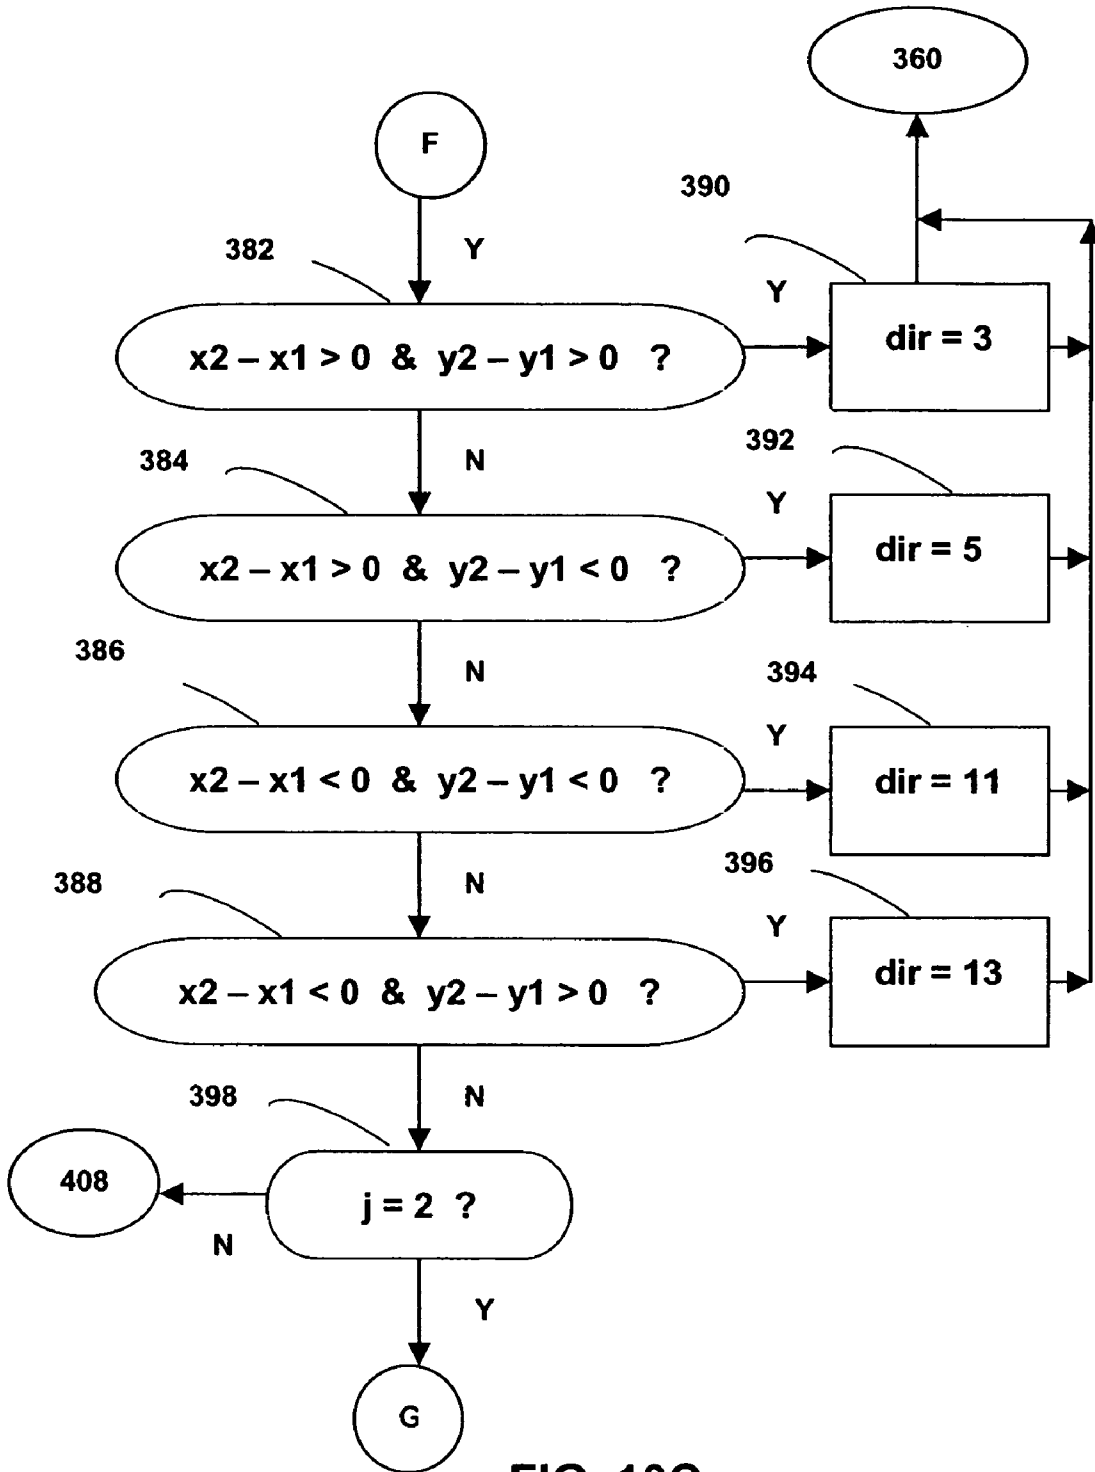 360
F
390
Y
382
Y
x2 – x1 > 0 & y2 – y1 > 0 ?
dir = 3
N
392
384
Y
x2 – x1 > 0 & y2 – y1 < 0 ?
dir = 5
386
N
394
Y
x2 – x1 < 0 & y2 – y1 < 0 ?
dir = 11
388
N
396
Y
x2 – x1 < 0 & y2 – y1 > 0 ?
dir = 13
398
N
408
j = 2 ?
N
Y
G